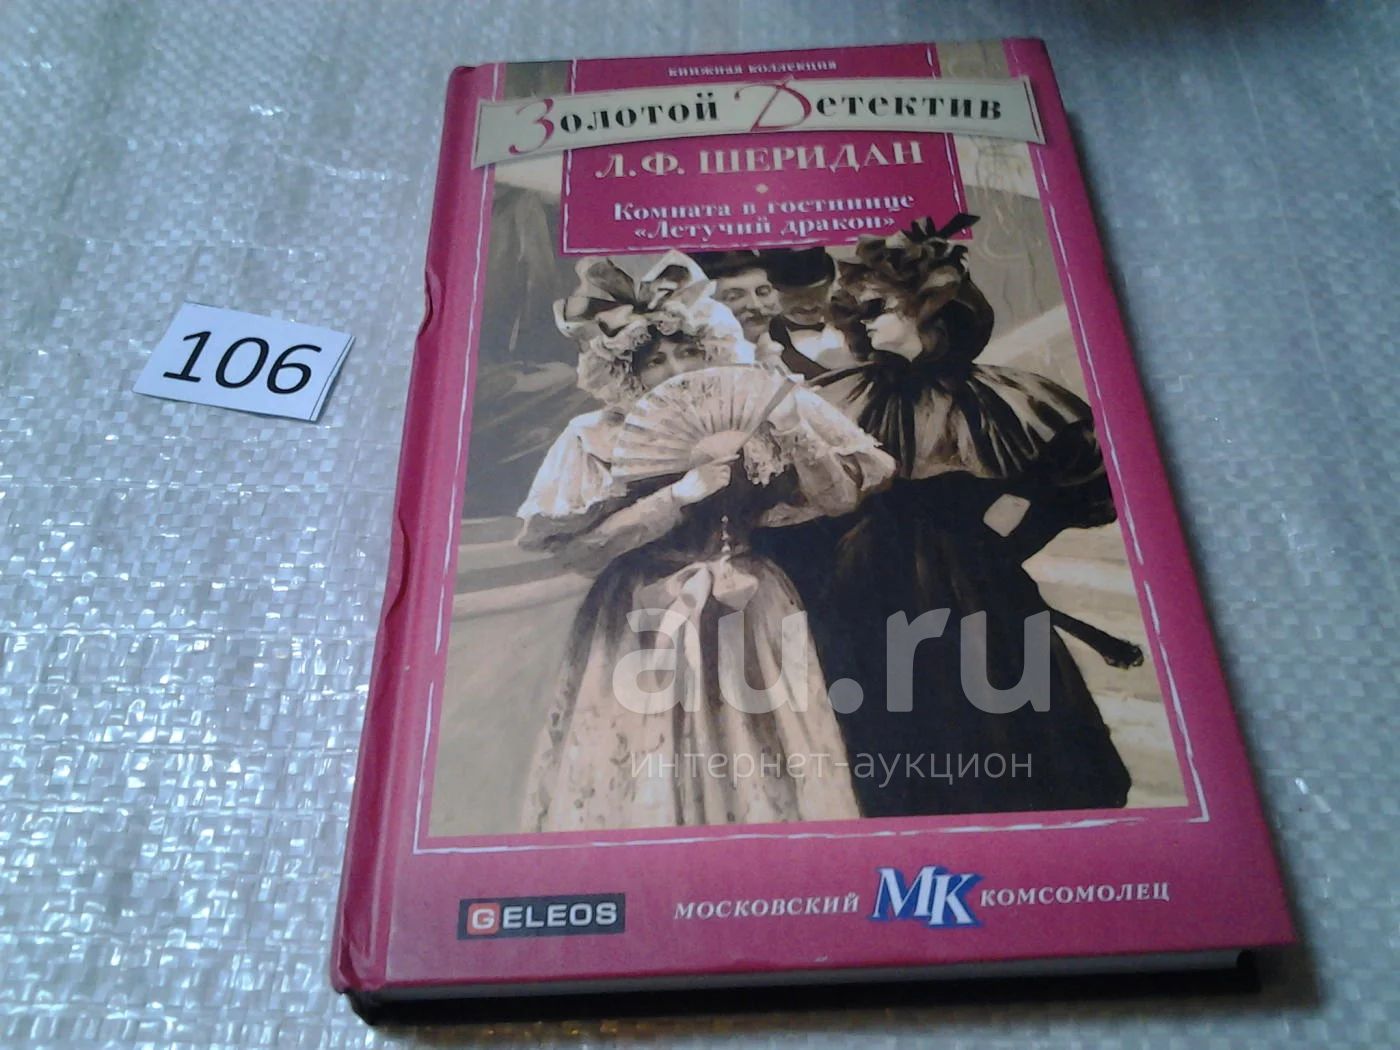 книжная коллекция
Золотой Детектив
Л.Ф. ШЕРИДАН
Комната в гостинице
«Летучий дракон»
106
au.ru
интернет-аукцион
GELEOS
МОСКОВСКИЙ МК КОМСОМОЛЕЦ